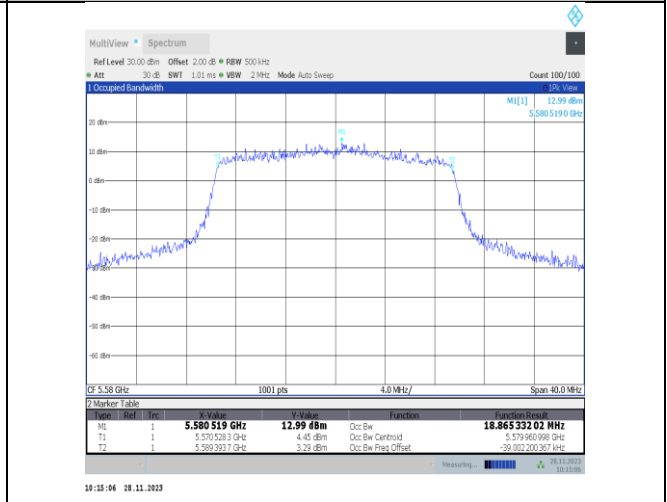 MultiView Spectrum
Ref Level 30.00 dBm Offset 2.00 dB RBW 500 kHz
Att 30 dB SWT 1.01 ms VBW 2 MHz Mode Auto Sweep Count 100/100
1 Occupied Bandwidth 1Pk View
M1[1] 12.99 dBm
5.5805190 GHz
20 dBm
M1
10 dBm
T1 T2
0 dBm
-10 dBm
-20 dBm
-30 dBm
-40 dBm
-50 dBm
-60 dBm
CF 5.58 GHz 1001 pts 4.0 MHz/ Span 40.0 MHz
2 Marker Table
Type Ref Trc X-Value Y-Value Function Function Result
M1 1 5.580 519 GHz 12.99 dBm Occ Bw 18.865 332 02 MHz
T1 1 5.570 528 3 GHz 4.45 dBm Occ Bw Centroid 5.579 960 998 GHz
T2 1 5.589 393 7 GHz 3.29 dBm Occ Bw Freq Offset -39.002 200 367 kHz
Measuring... 28.11.2023
10:15:06
10:15:06 28.11.2023